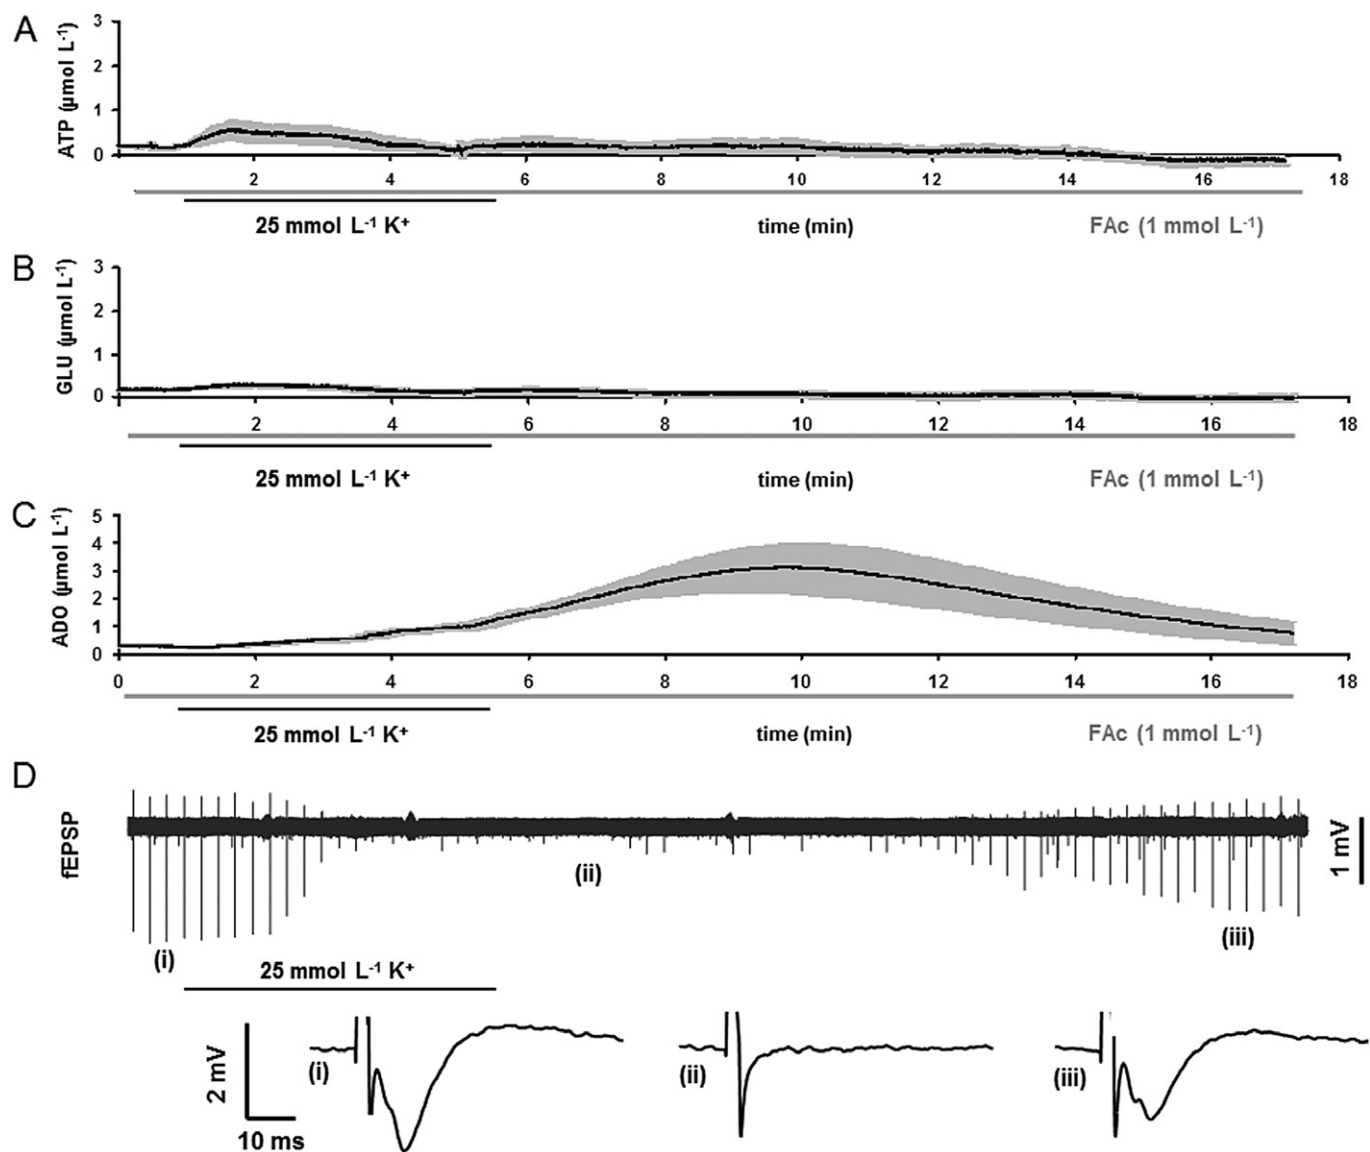 A
ATP (µmol L⁻¹)
3
2
1
0
2 4 6 8 10 12 14 16 18
25 mmol L⁻¹ K⁺ time (min) FAc (1 mmol L⁻¹)
B
GLU (µmol L⁻¹)
3
2
1
0
2 4 6 8 10 12 14 16 18
25 mmol L⁻¹ K⁺ time (min) FAc (1 mmol L⁻¹)
C
ADO (µmol L⁻¹)
5
4
3
2
1
0
0 2 4 6 8 10 12 14 16 18
25 mmol L⁻¹ K⁺ time (min) FAc (1 mmol L⁻¹)
D
fEPSP
1 mV
(ii)
(i) (iii)
25 mmol L⁻¹ K⁺
2 mV
(i) (ii) (iii)
10 ms